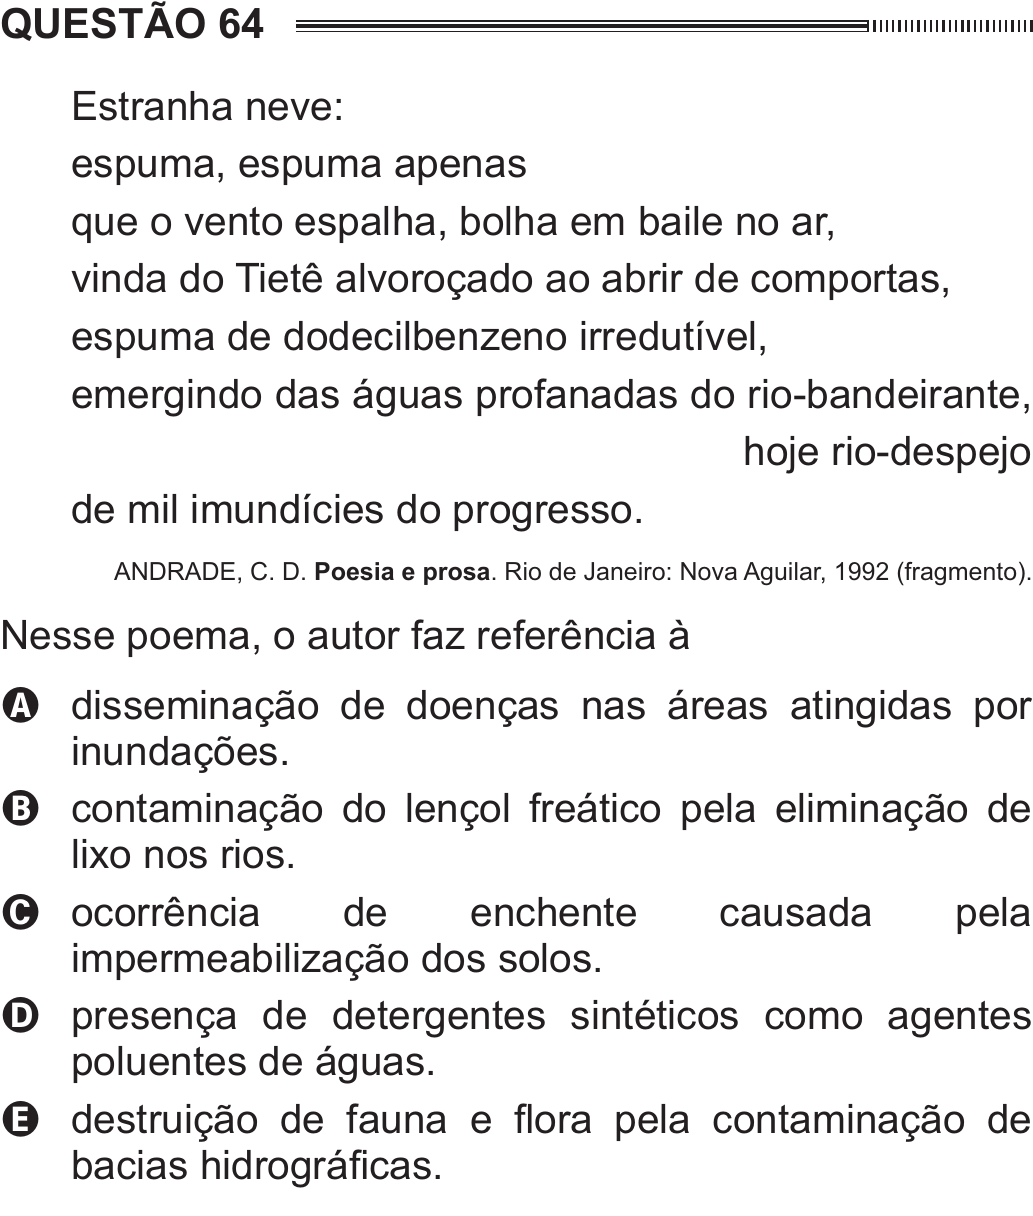 QUESTÃO 64
Estranha neve:
espuma, espuma apenas
que o vento espalha, bolha em baile no ar,
vinda do Tietê alvoroçado ao abrir de comportas,
espuma de dodecilbenzeno irredutível,
emergindo das águas profanadas do rio-bandeirante,
hoje rio-despejo
de mil imundícies do progresso.
ANDRADE, C. D. Poesia e prosa. Rio de Janeiro: Nova Aguilar, 1992 (fragmento).
Nesse poema, o autor faz referência à
A disseminação de doenças nas áreas atingidas por
inundações.
B contaminação do lençol freático pela eliminação de
lixo nos rios.
C ocorrência de enchente causada pela
impermeabilização dos solos.
D presença de detergentes sintéticos como agentes
poluentes de águas.
E destruição de fauna e flora pela contaminação de
bacias hidrográficas.